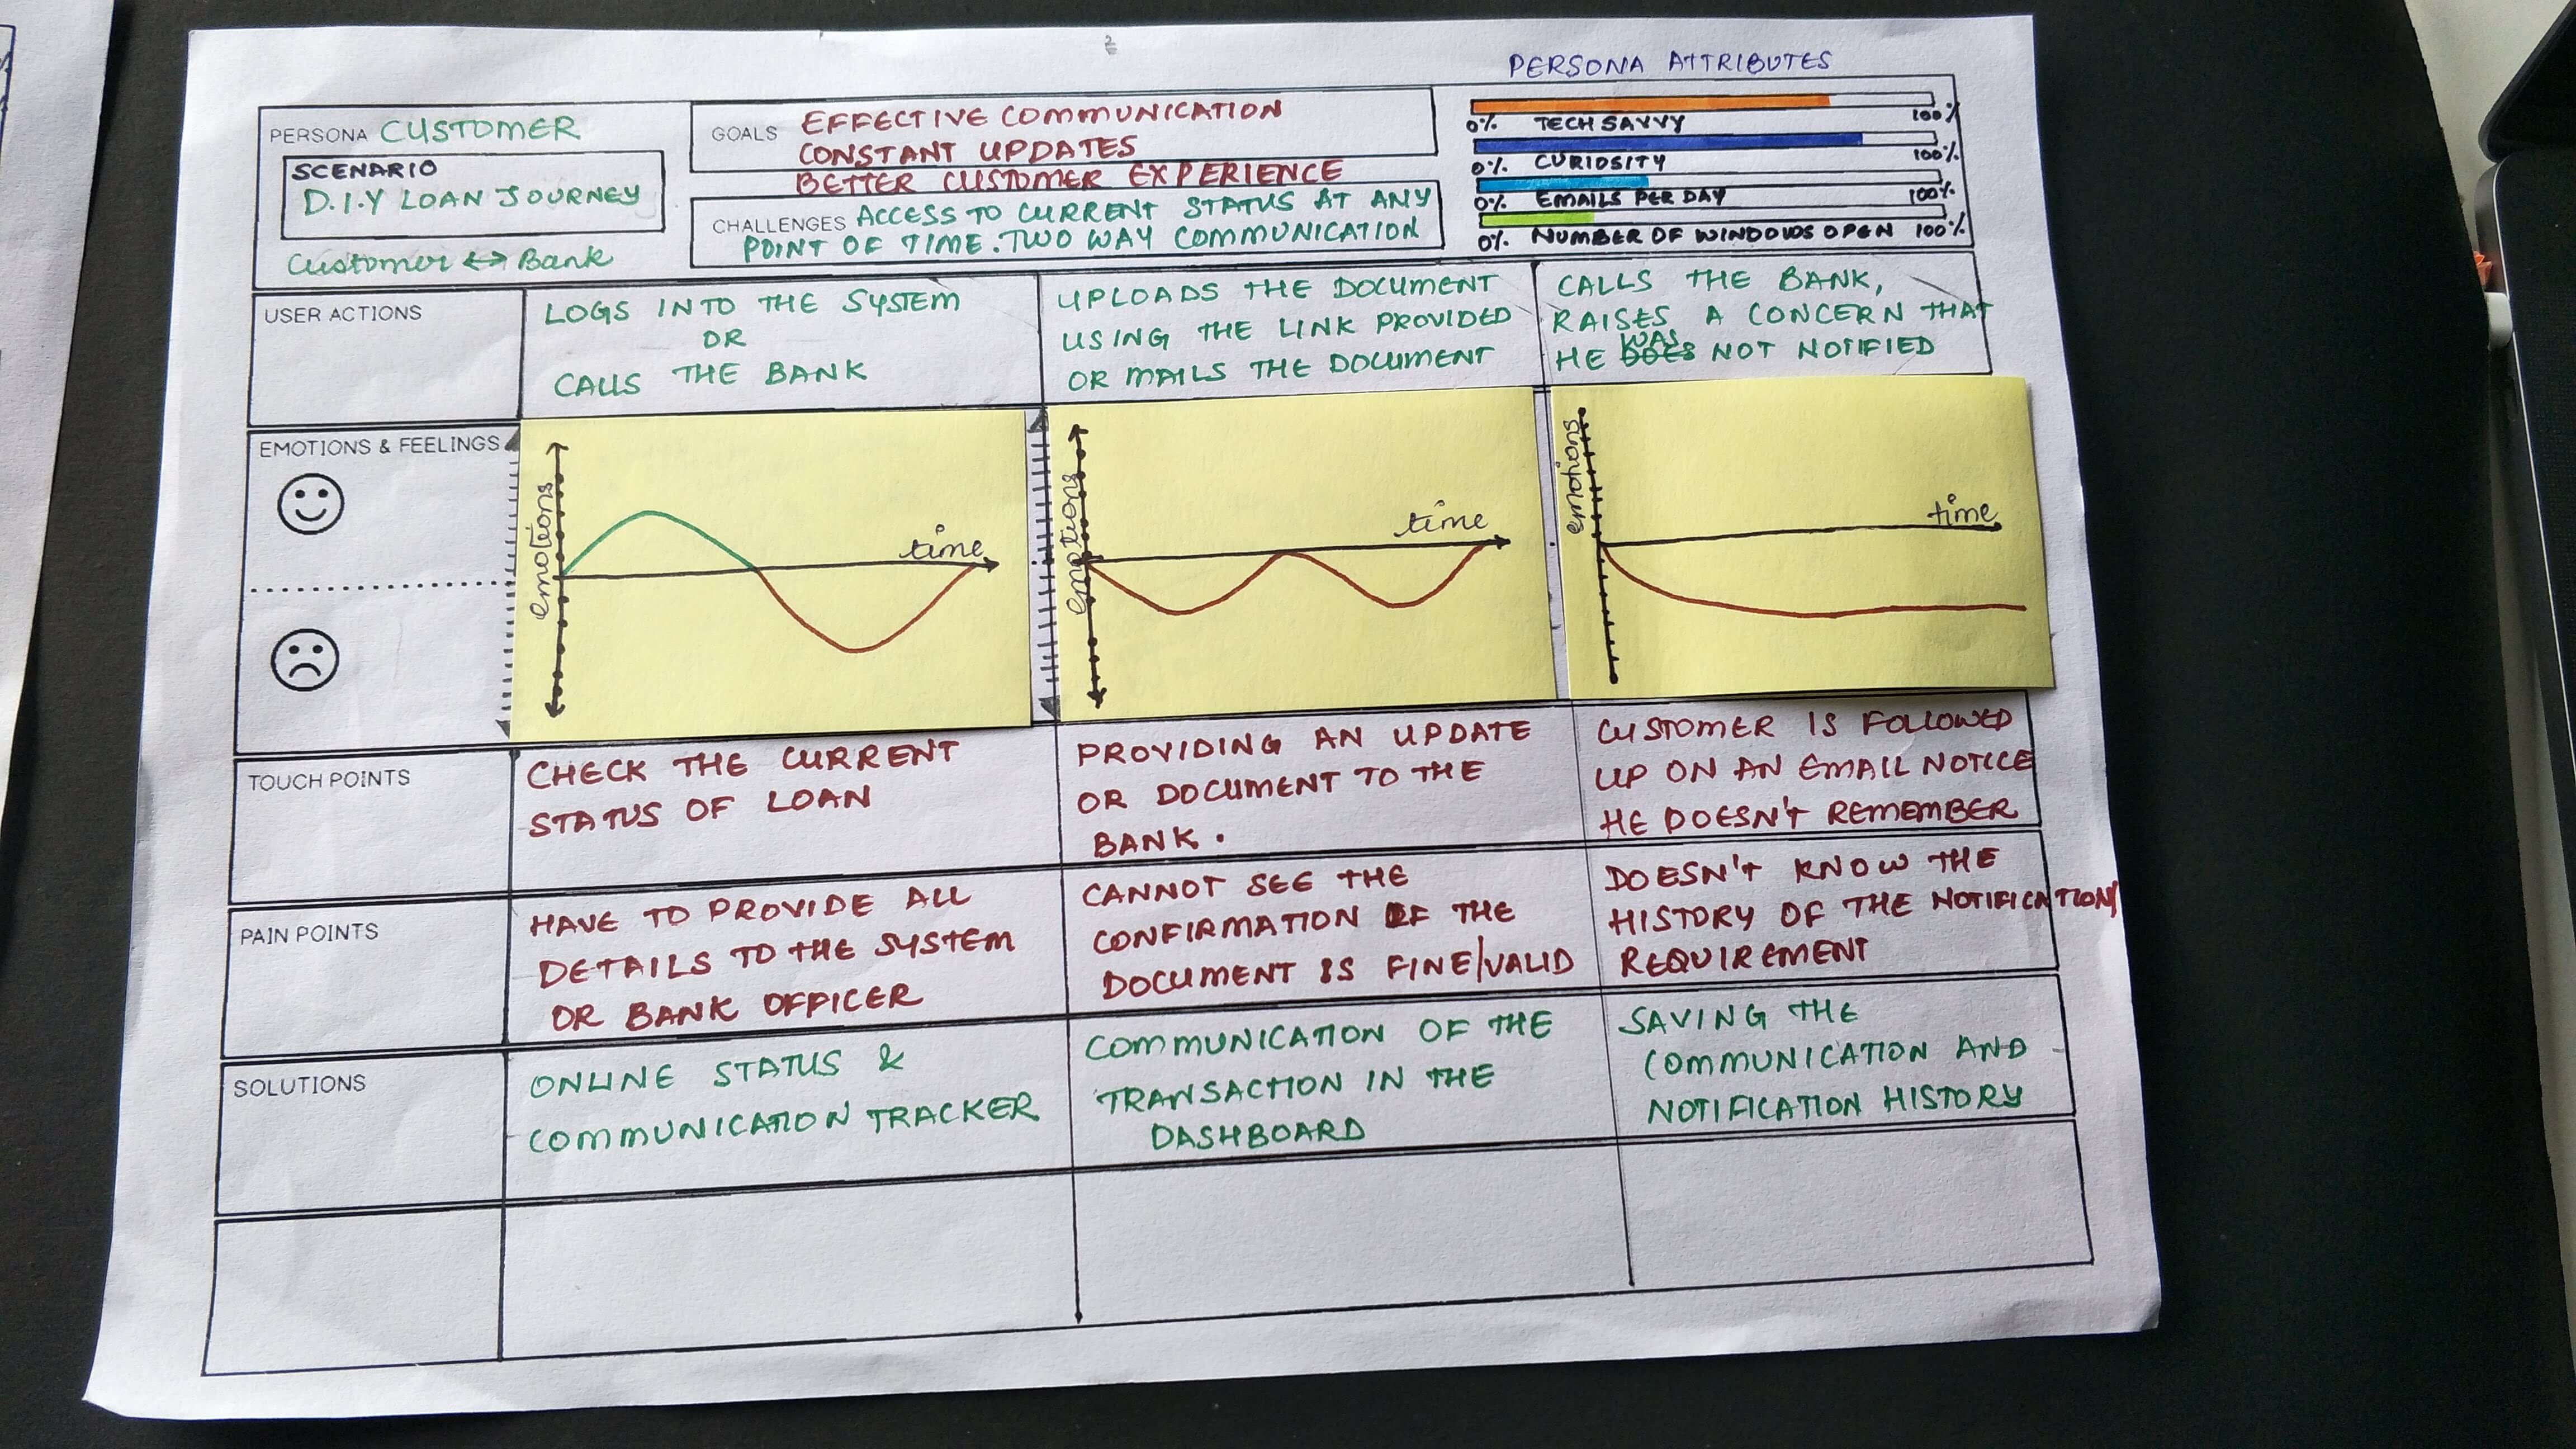 PERSONA ATTRIBUTES
PERSONA CUSTOMER
SCENARIO
D.I.Y LOAN JOURNEY
Customer ↔ Bank
GOALS EFFECTIVE COMMUNICATION
CONSTANT UPDATES
BETTER CUSTOMER EXPERIENCE
CHALLENGES ACCESS TO CURRENT STATUS AT ANY
POINT OF TIME. TWO WAY COMMUNICATION
0% TECH SAVVY 100%
0% CURIOSITY 100%
0% EMAILS PER DAY 100%
0% NUMBER OF WINDOWS OPEN 100%
USER ACTIONS
LOGS INTO THE SYSTEM
OR
CALLS THE BANK
UPLOADS THE DOCUMENT
USING THE LINK PROVIDED
OR MAILS THE DOCUMENT
CALLS THE BANK,
RAISES A CONCERN THAT
HE WAS NOT NOTIFIED
EMOTIONS & FEELINGS
emotions
time
emotions
time
emotions
time
TOUCH POINTS
CHECK THE CURRENT
STATUS OF LOAN
PROVIDING AN UPDATE
OR DOCUMENT TO THE
BANK.
CUSTOMER IS FOLLOWED
UP ON AN EMAIL NOTICE
HE DOESN'T REMEMBER
PAIN POINTS
HAVE TO PROVIDE ALL
DETAILS TO THE SYSTEM
OR BANK OFFICER
CANNOT SEE THE
CONFIRMATION IF THE
DOCUMENT IS FINE/VALID
DOESN'T KNOW THE
HISTORY OF THE NOTIFICATION/
REQUIREMENT
SOLUTIONS
ONLINE STATUS &
COMMUNICATION TRACKER
COMMUNICATION OF THE
TRANSACTION IN THE
DASHBOARD
SAVING THE
COMMUNICATION AND
NOTIFICATION HISTORY